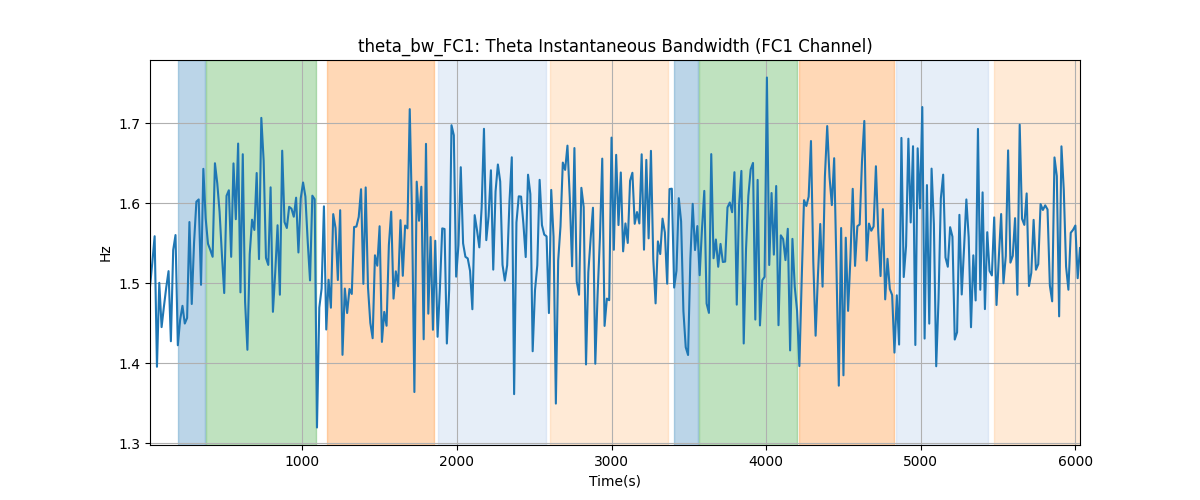 theta_bw_FC1: Theta Instantaneous Bandwidth (FC1 Channel)
Hz
1.7
1.6
1.5
1.4
1.3
1000 2000 3000 4000 5000 6000
Time(s)